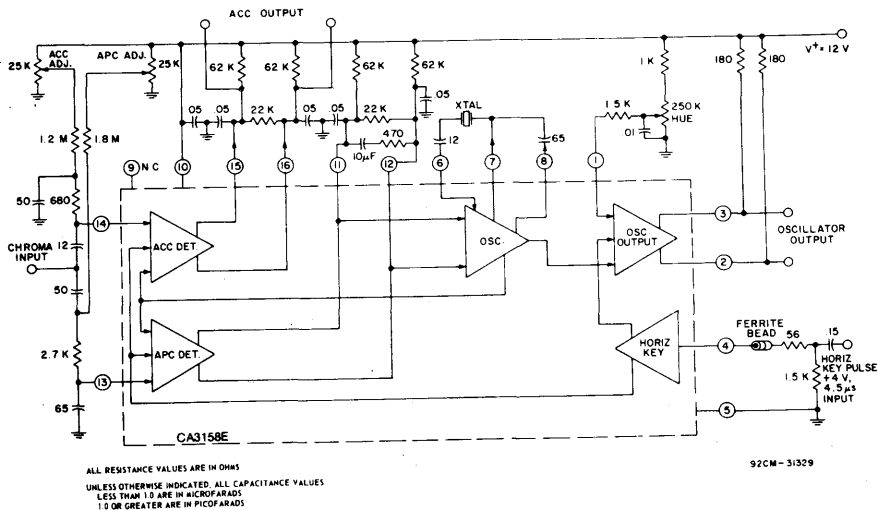 ACC OUTPUT
V+= 12 V
25 K
ACC ADJ.
APC ADJ.
25 K
62 K
62 K
62 K
62 K
1 K
180
180
.05
.05
.05
22 K
.05
.05
22 K
XTAL
1.5 K
250 K
HUE
.01
1.2 M
1.8 M
10µF
470
12
65
9
NC
10
15
16
11
12
6
7
8
1
50
680
14
12
CHROMA
INPUT
50
ACC DET.
OSC.
OSC
OUTPUT
3
OSCILLATOR
OUTPUT
2
2.7 K
APC DET.
HORIZ
KEY
4
FERRITE
BEAD
56
.15
13
1.5 K
HORIZ
KEY PULSE
+4 V,
4.5µs
INPUT
65
5
CA3158E
92CM-31329
ALL RESISTANCE VALUES ARE IN OHMS
UNLESS OTHERWISE INDICATED, ALL CAPACITANCE VALUES
LESS THAN 1.0 ARE IN MICROFARADS
1.0 OR GREATER ARE IN PICOFARADS